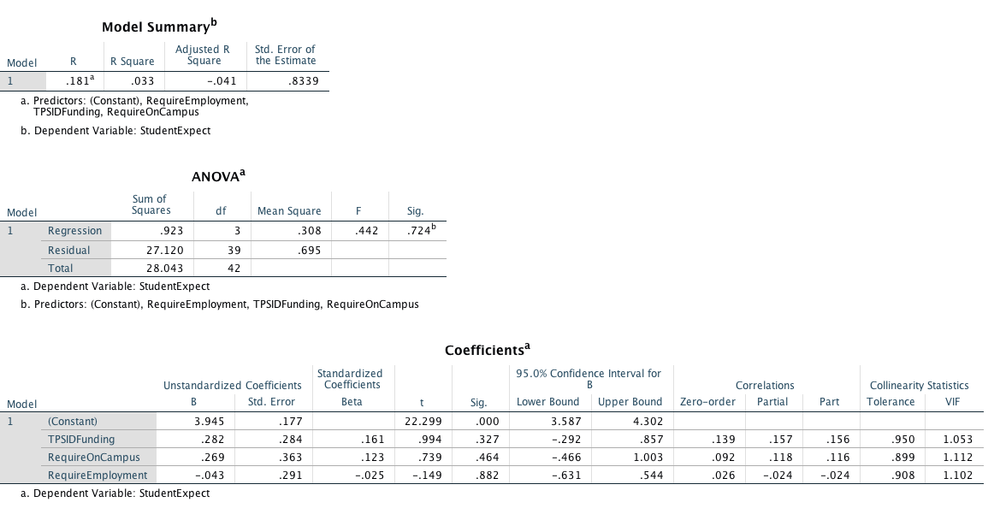 Model Summaryb
Model R R Square Adjusted R Square Std. Error of the Estimate
1 .181a .033 -.041 .8339
a. Predictors: (Constant), RequireEmployment,
TPSIDFunding, RequireOnCampus
b. Dependent Variable: StudentExpect
ANOVAa
Model Sum of Squares df Mean Square F Sig.
1 Regression .923 3 .308 .442 .724b
Residual 27.120 39 .695
Total 28.043 42
a. Dependent Variable: StudentExpect
b. Predictors: (Constant), RequireEmployment, TPSIDFunding, RequireOnCampus
Coefficientsa
Unstandardized Coefficients Standardized Coefficients 95.0% Confidence Interval for B Correlations Collinearity Statistics
Model B Std. Error Beta t Sig. Lower Bound Upper Bound Zero-order Partial Part Tolerance VIF
1 (Constant) 3.945 .177 22.299 .000 3.587 4.302
TPSIDFunding .282 .284 .161 .994 .327 -.292 .857 .139 .157 .156 .950 1.053
RequireOnCampus .269 .363 .123 .739 .464 -.466 1.003 .092 .118 .116 .899 1.112
RequireEmployment -.043 .291 -.025 -.149 .882 -.631 .544 .026 -.024 -.024 .908 1.102
a. Dependent Variable: StudentExpect